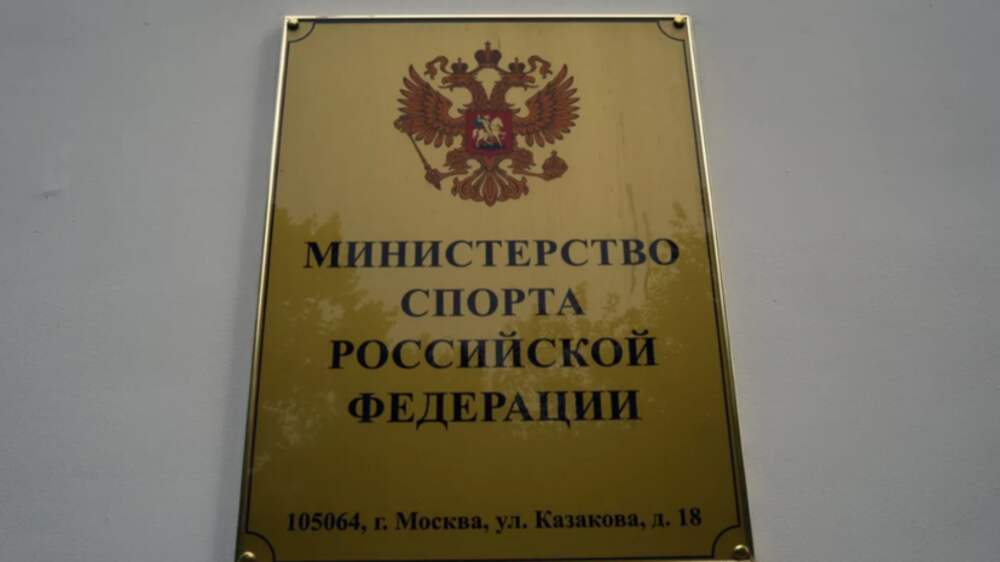 МИНИСТЕРСТВО
СПОРТА
РОССИЙСКОЙ
ФЕДЕРАЦИИ
105064, г. Москва, ул. Казакова, д. 18